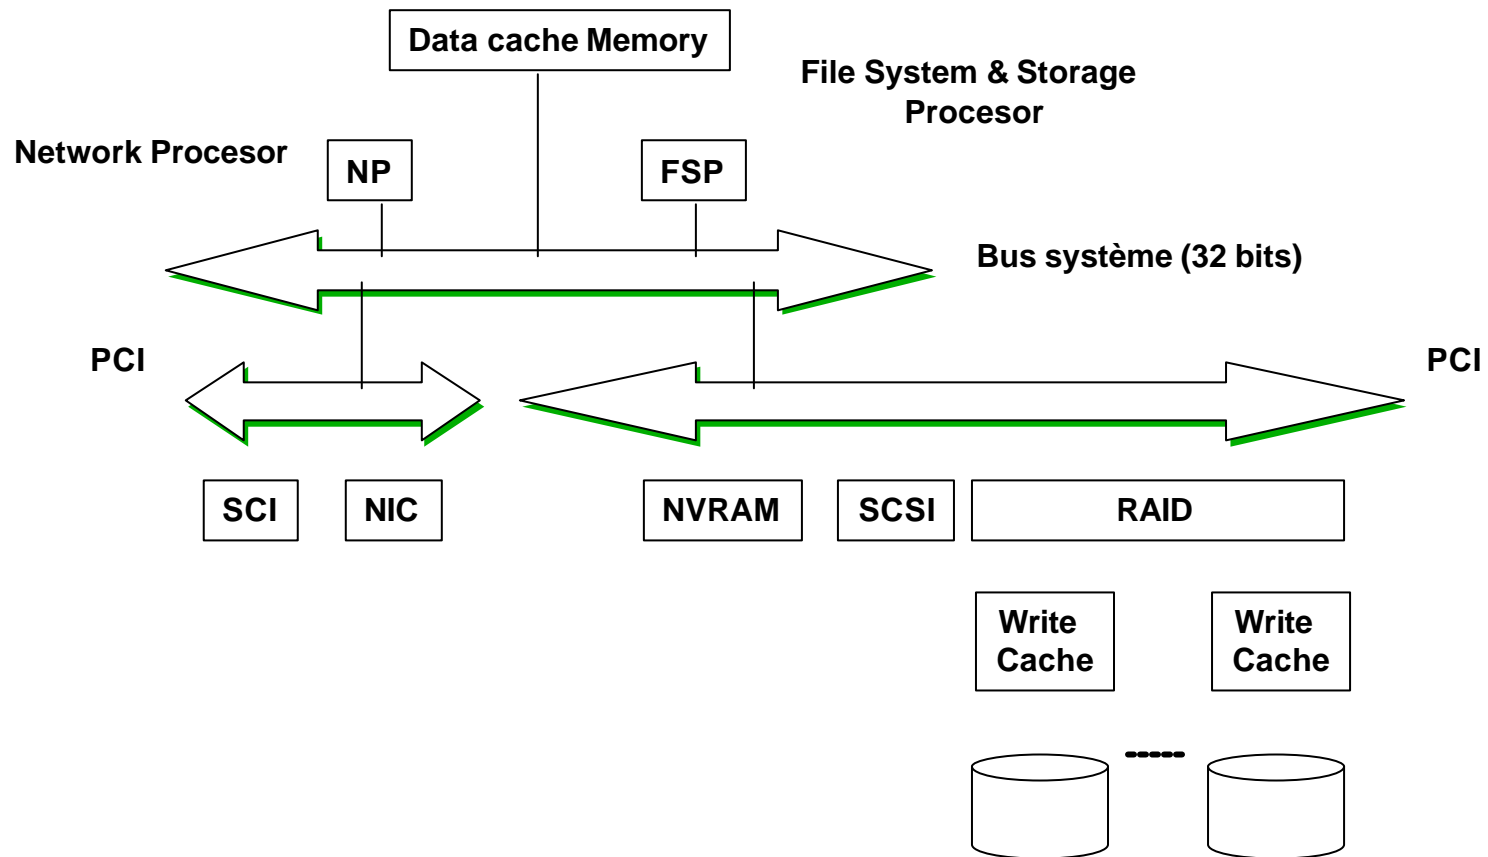 Data cache Memory
File System & Storage
Procesor
Network Procesor
NP
FSP
Bus système (32 bits)
PCI
PCI
SCI
NIC
NVRAM
SCSI
RAID
Write
Cache
Write
Cache